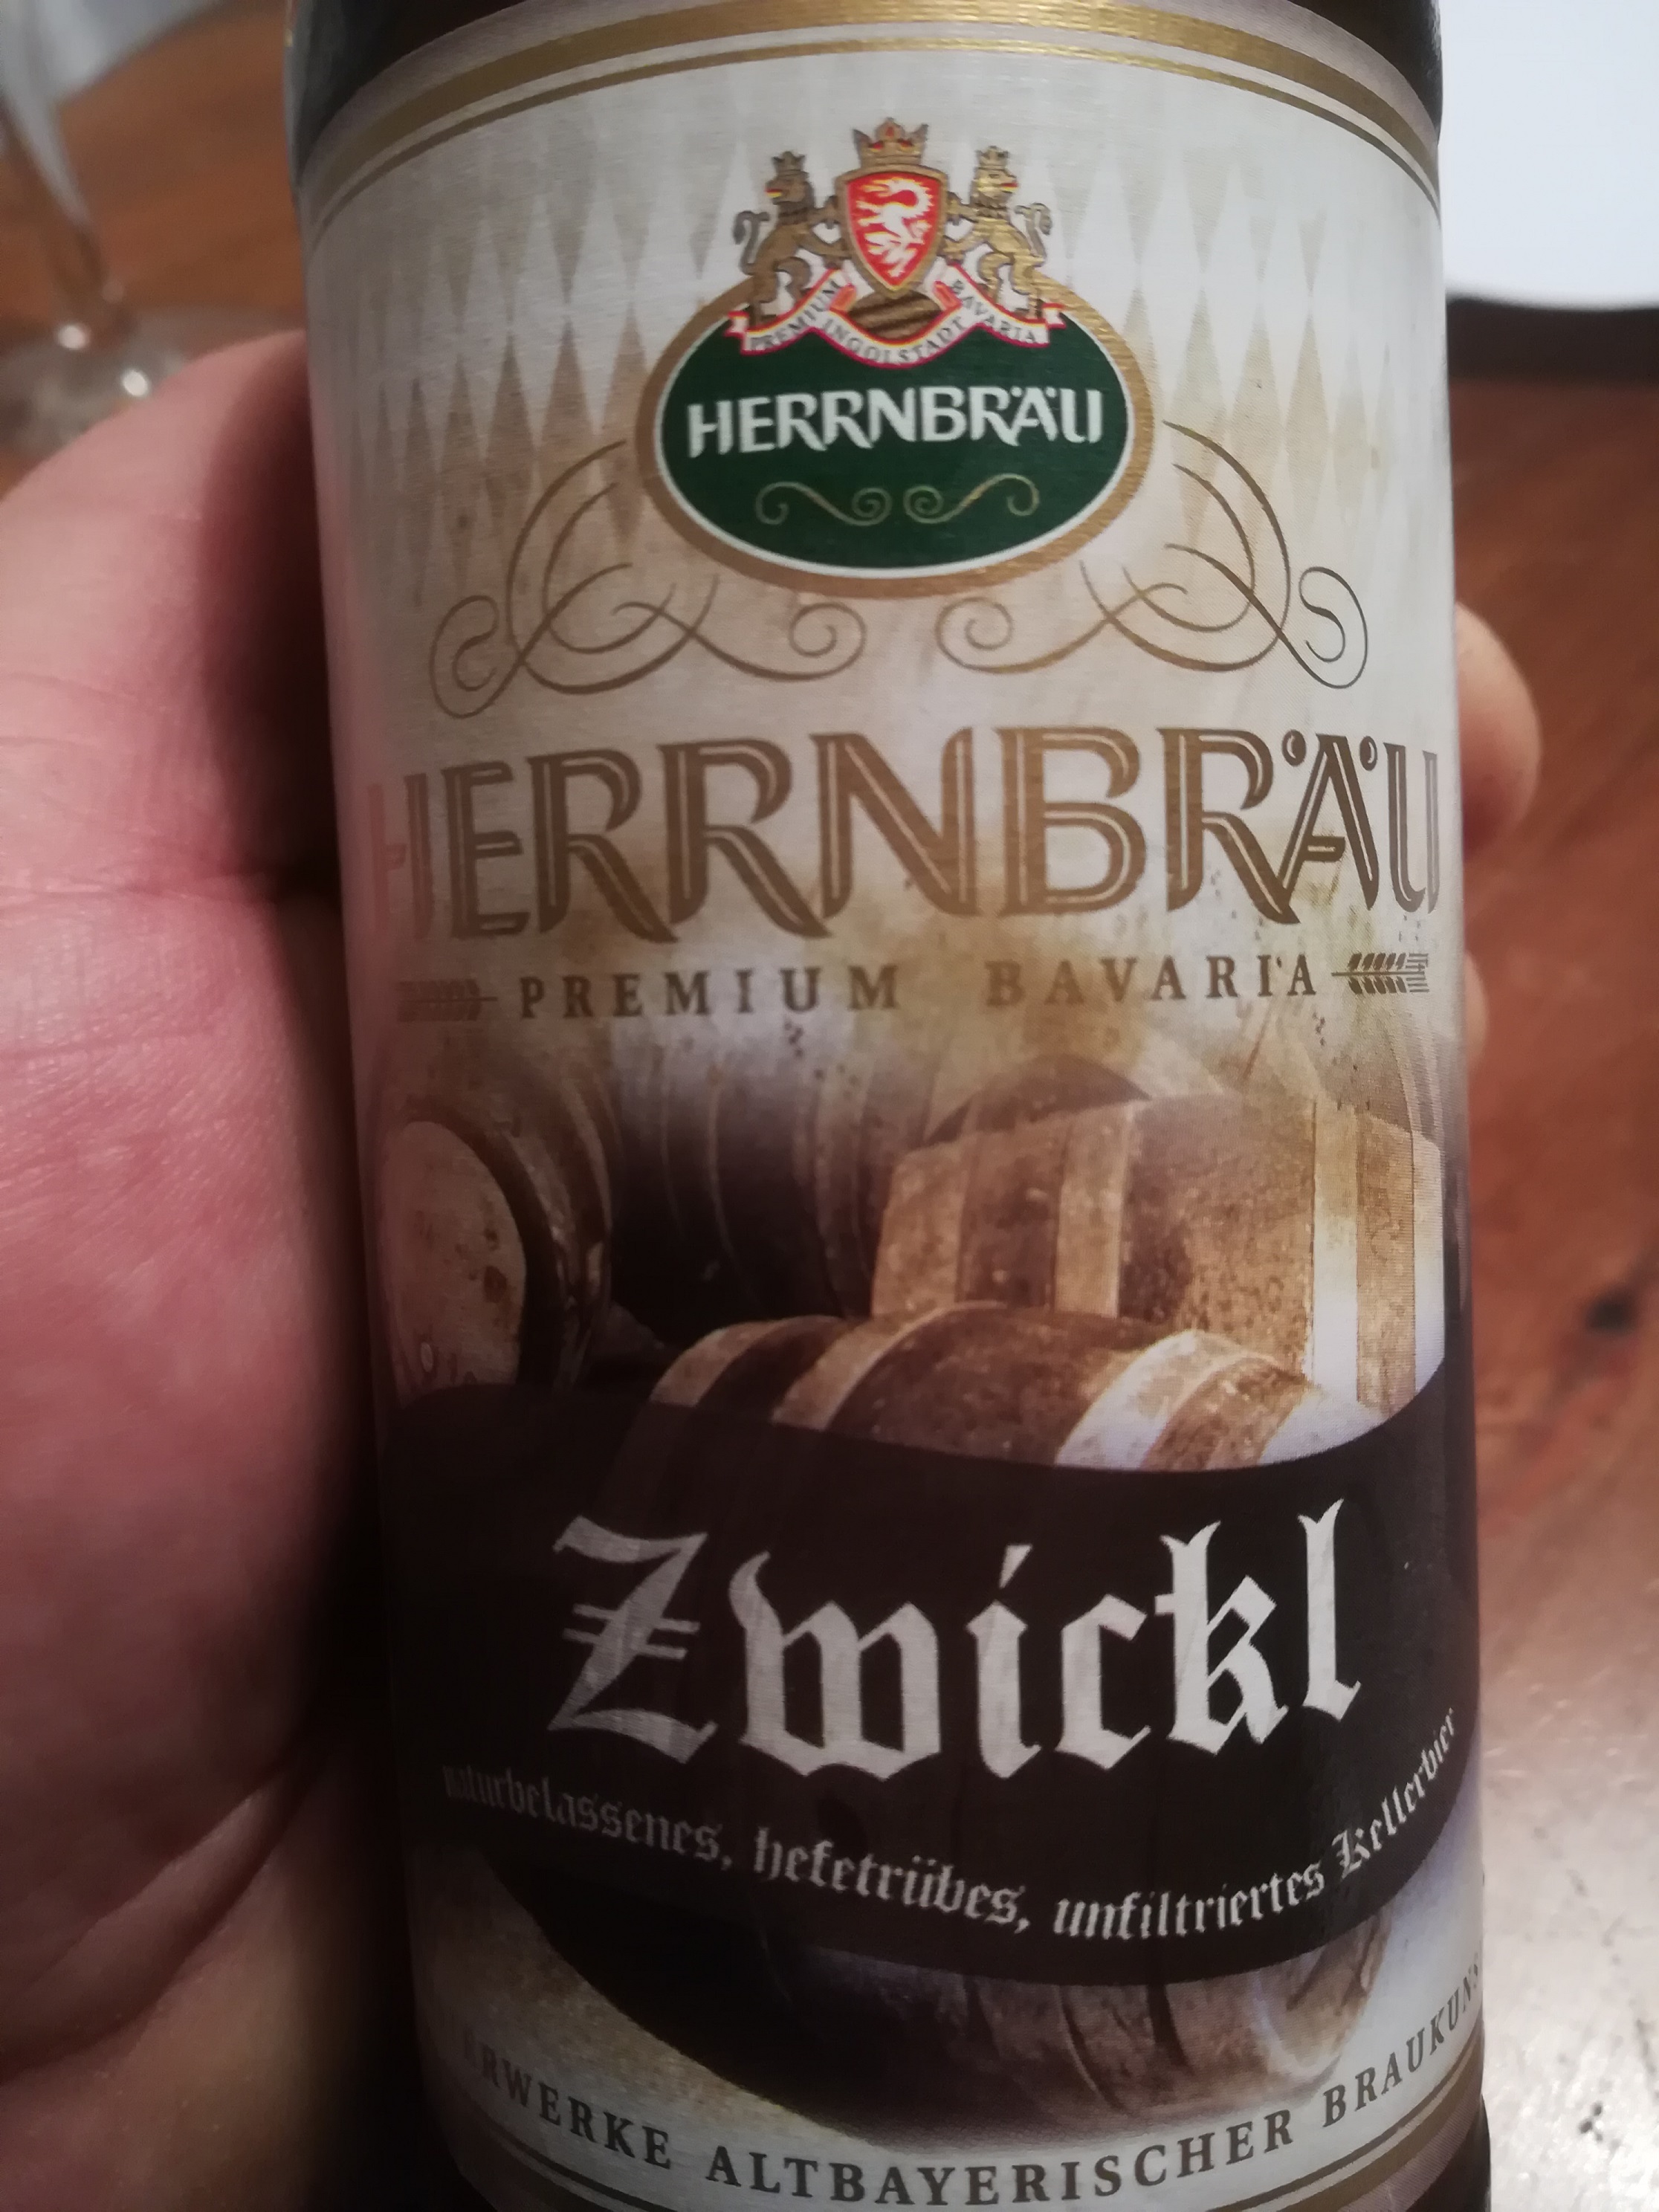 PREMIUM INGOLSTADT BAVARIA
HERRNBRÄU
HERRNBRÄU
PREMIUM BAVARIA
Zwickl
naturbelassenes, hefetrübes, unfiltriertes Kellerbier
ALTBAYERISCHER